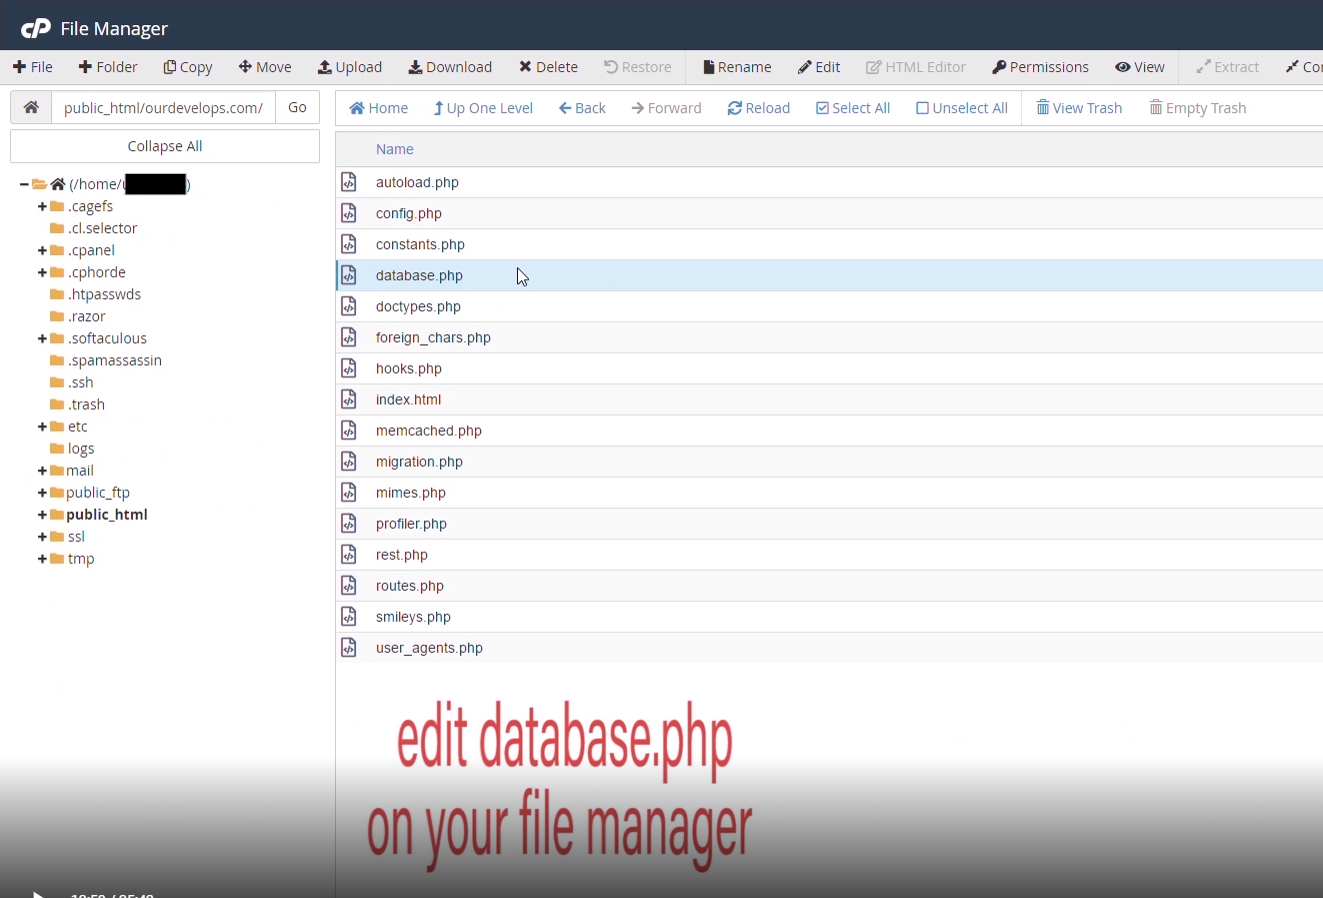 cP File Manager
File Folder Copy Move Upload Download Delete Restore Rename Edit HTML Editor Permissions View Extract
public_html/ourdevelops.com/ Go Home Up One Level Back Forward Reload Select All Unselect All View Trash Empty Trash
Collapse All
Name
(/home/
.cagefs
.cl.selector
.cpanel
.cphorde
.htpasswds
.razor
.softaculous
.spamassassin
.ssh
.trash
etc
logs
mail
public_ftp
public_html
ssl
tmp
autoload.php
config.php
constants.php
database.php
doctypes.php
foreign_chars.php
hooks.php
index.html
memcached.php
migration.php
mimes.php
profiler.php
rest.php
routes.php
smileys.php
user_agents.php
edit database.php
on your file manager